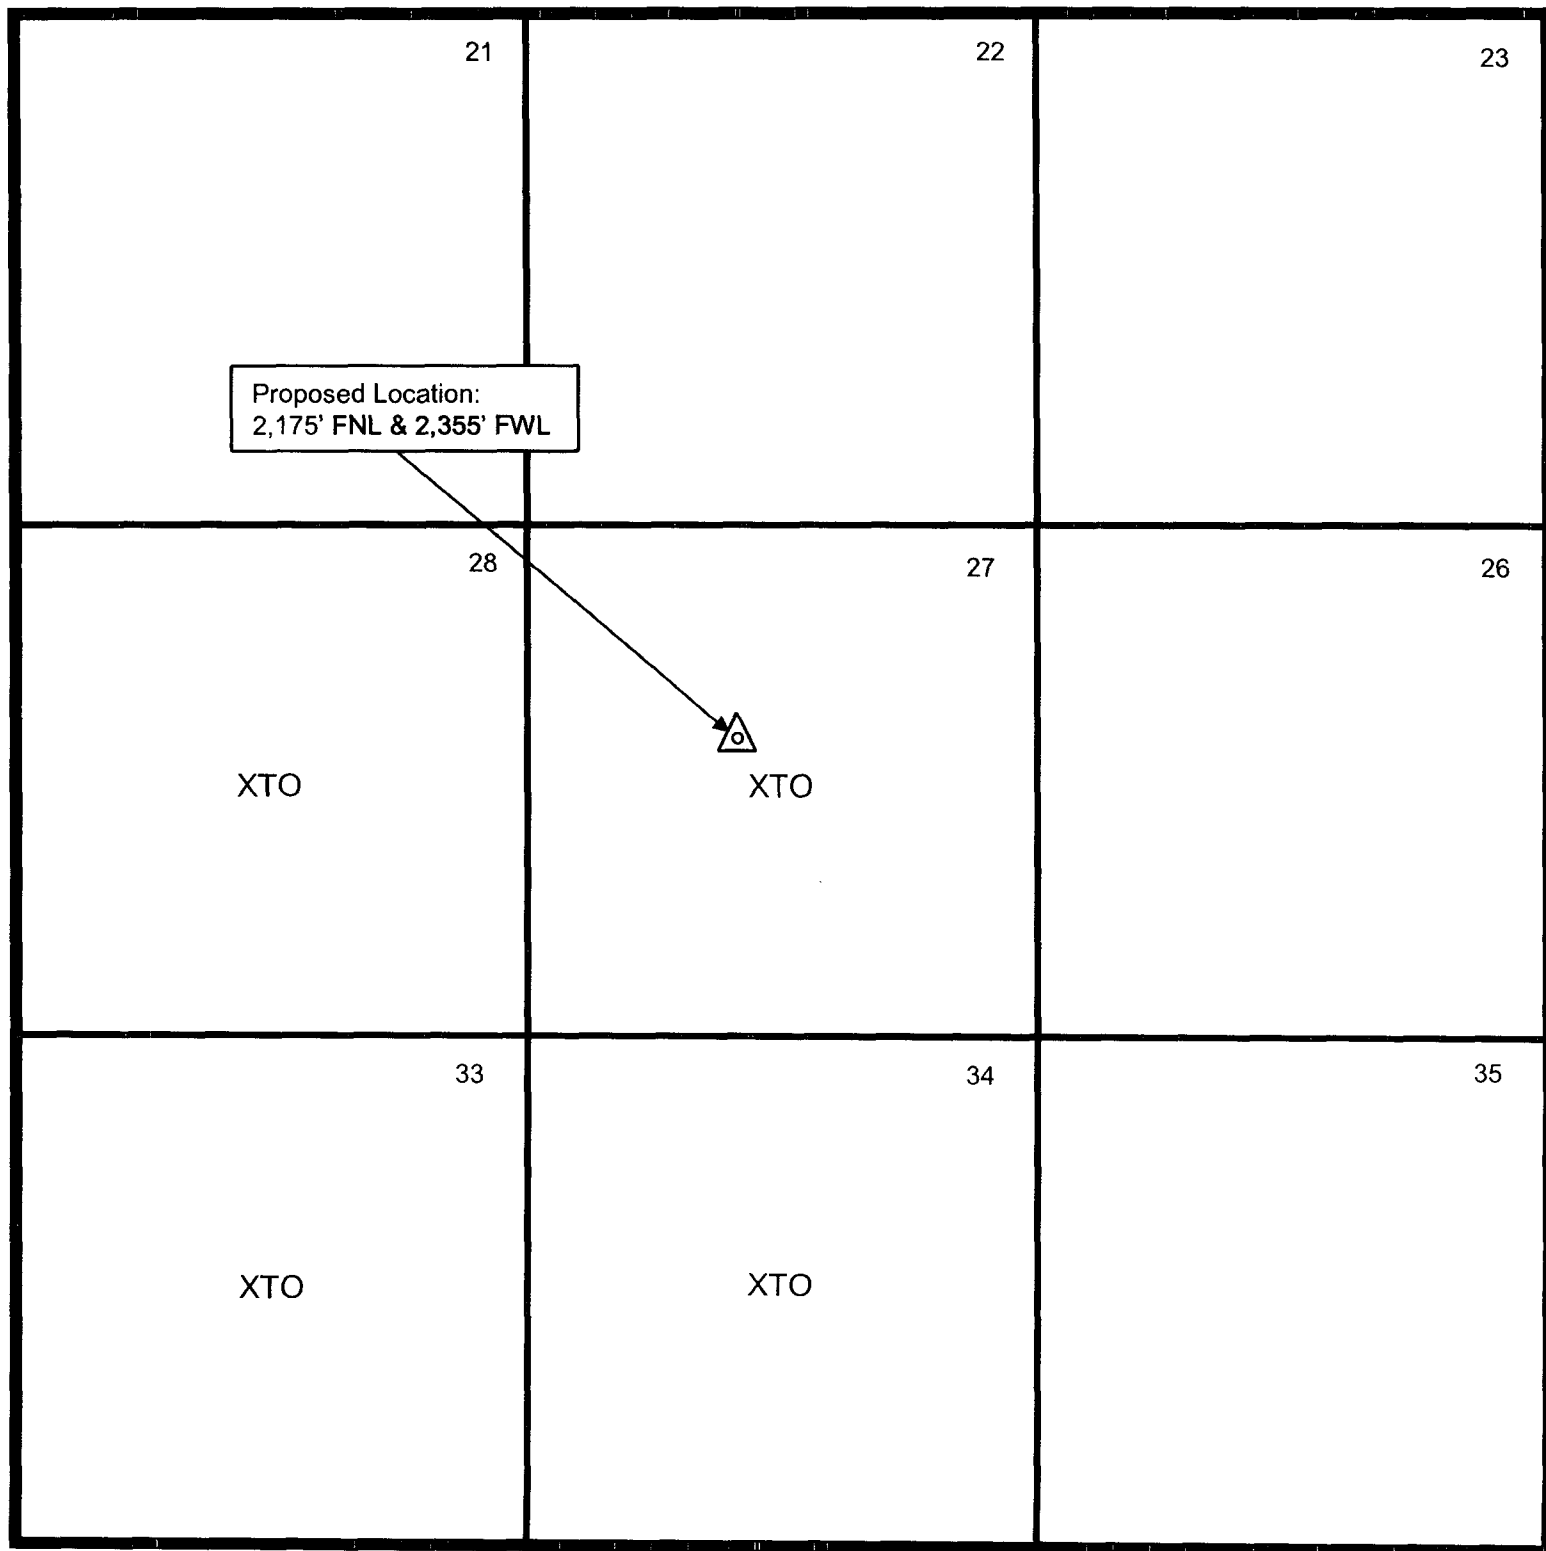 21
22
23
Proposed Location:
2,175' FNL & 2,355' FWL
28
27
26
XTO
XTO
33
34
35
XTO
XTO